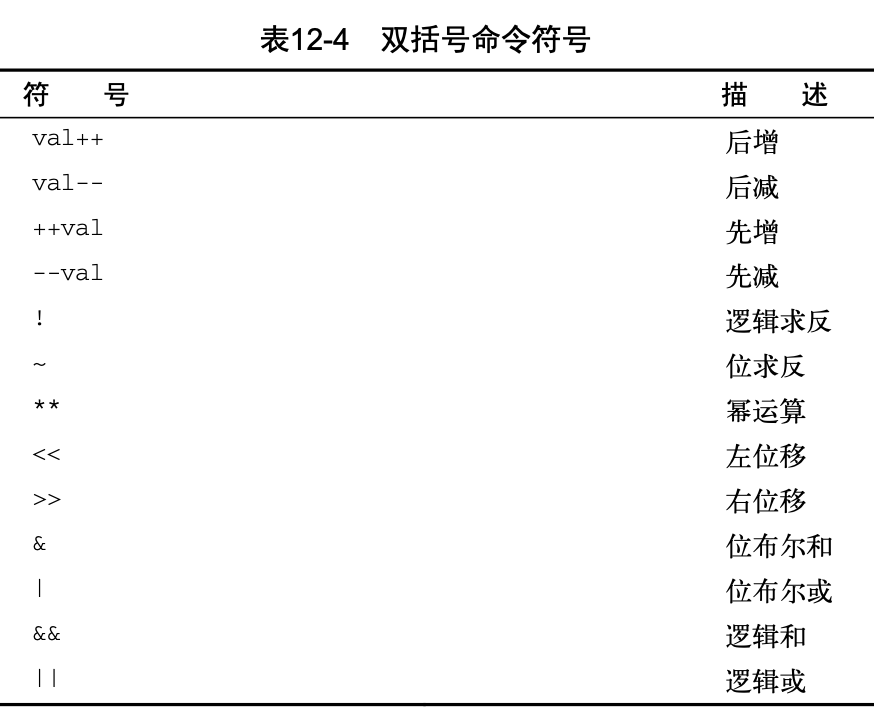 表12-4 双括号命令符号
符 号 描 述
val++ 后增
val-- 后减
++val 先增
--val 先减
! 逻辑求反
~ 位求反
** 幂运算
<< 左位移
>> 右位移
& 位布尔和
| 位布尔或
&& 逻辑和
|| 逻辑或